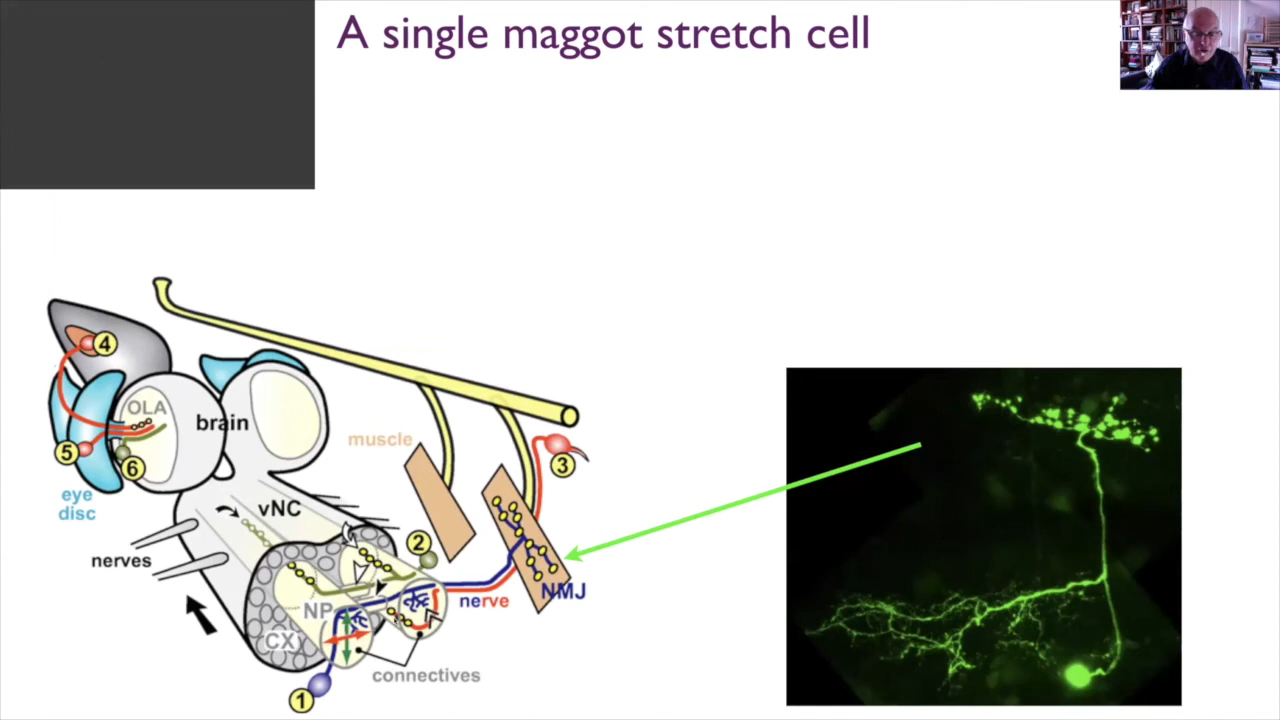 A single maggot stretch cell
4
OLA
brain
muscle
5
6
3
eye
disc
vNC
2
nerves
NMJ
nerve
NP
CX
connectives
1